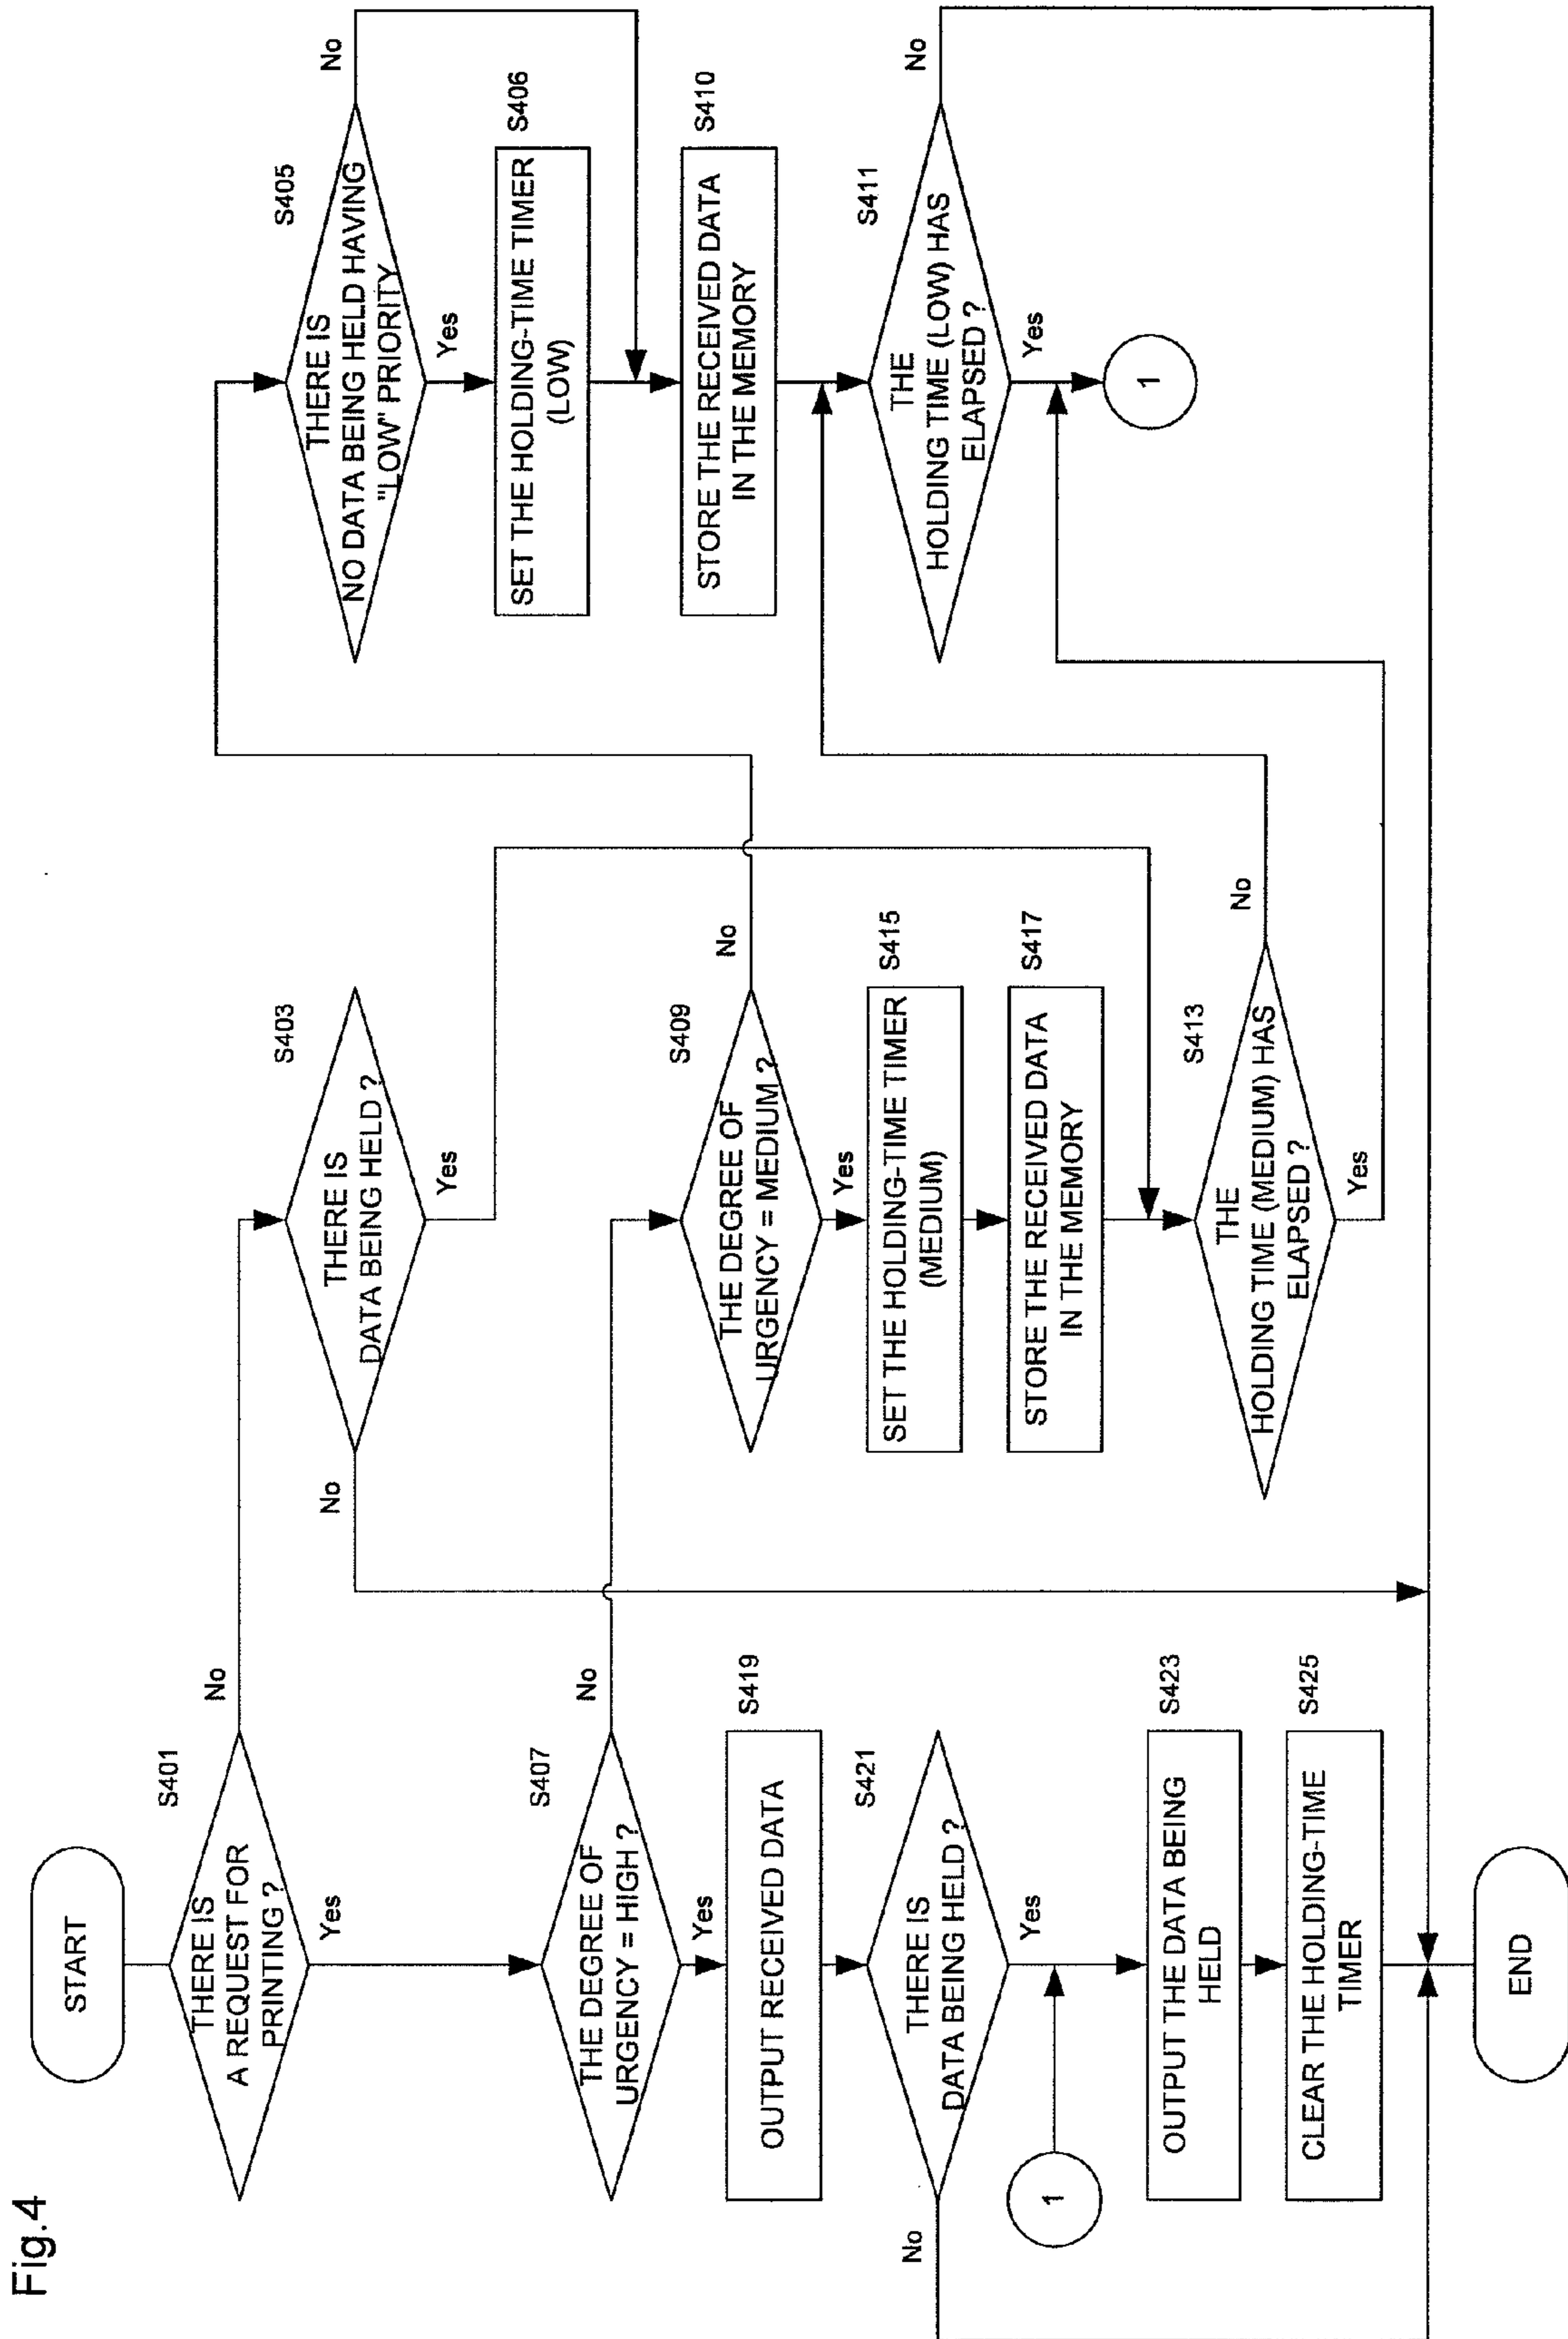 Fig.4
START
S401
THERE IS
A REQUEST FOR
PRINTING ?
No
Yes
S403
THERE IS
DATA BEING HELD ?
No
Yes
S405
THERE IS
NO DATA BEING HELD HAVING
"LOW" PRIORITY
No
Yes
S406
SET THE HOLDING-TIME TIMER
(LOW)
S407
THE DEGREE OF
URGENCY = HIGH ?
No
Yes
S409
THE DEGREE OF
URGENCY = MEDIUM ?
No
Yes
S410
STORE THE RECEIVED DATA
IN THE MEMORY
S419
OUTPUT RECEIVED DATA
S415
SET THE HOLDING-TIME TIMER
(MEDIUM)
S411
THE
HOLDING TIME (LOW) HAS
ELAPSED ?
No
Yes
S421
THERE IS
DATA BEING HELD ?
No
Yes
S417
STORE THE RECEIVED DATA
IN THE MEMORY
1
1
S423
OUTPUT THE DATA BEING
HELD
S413
THE
HOLDING TIME (MEDIUM) HAS
ELAPSED ?
No
Yes
S425
CLEAR THE HOLDING-TIME
TIMER
END